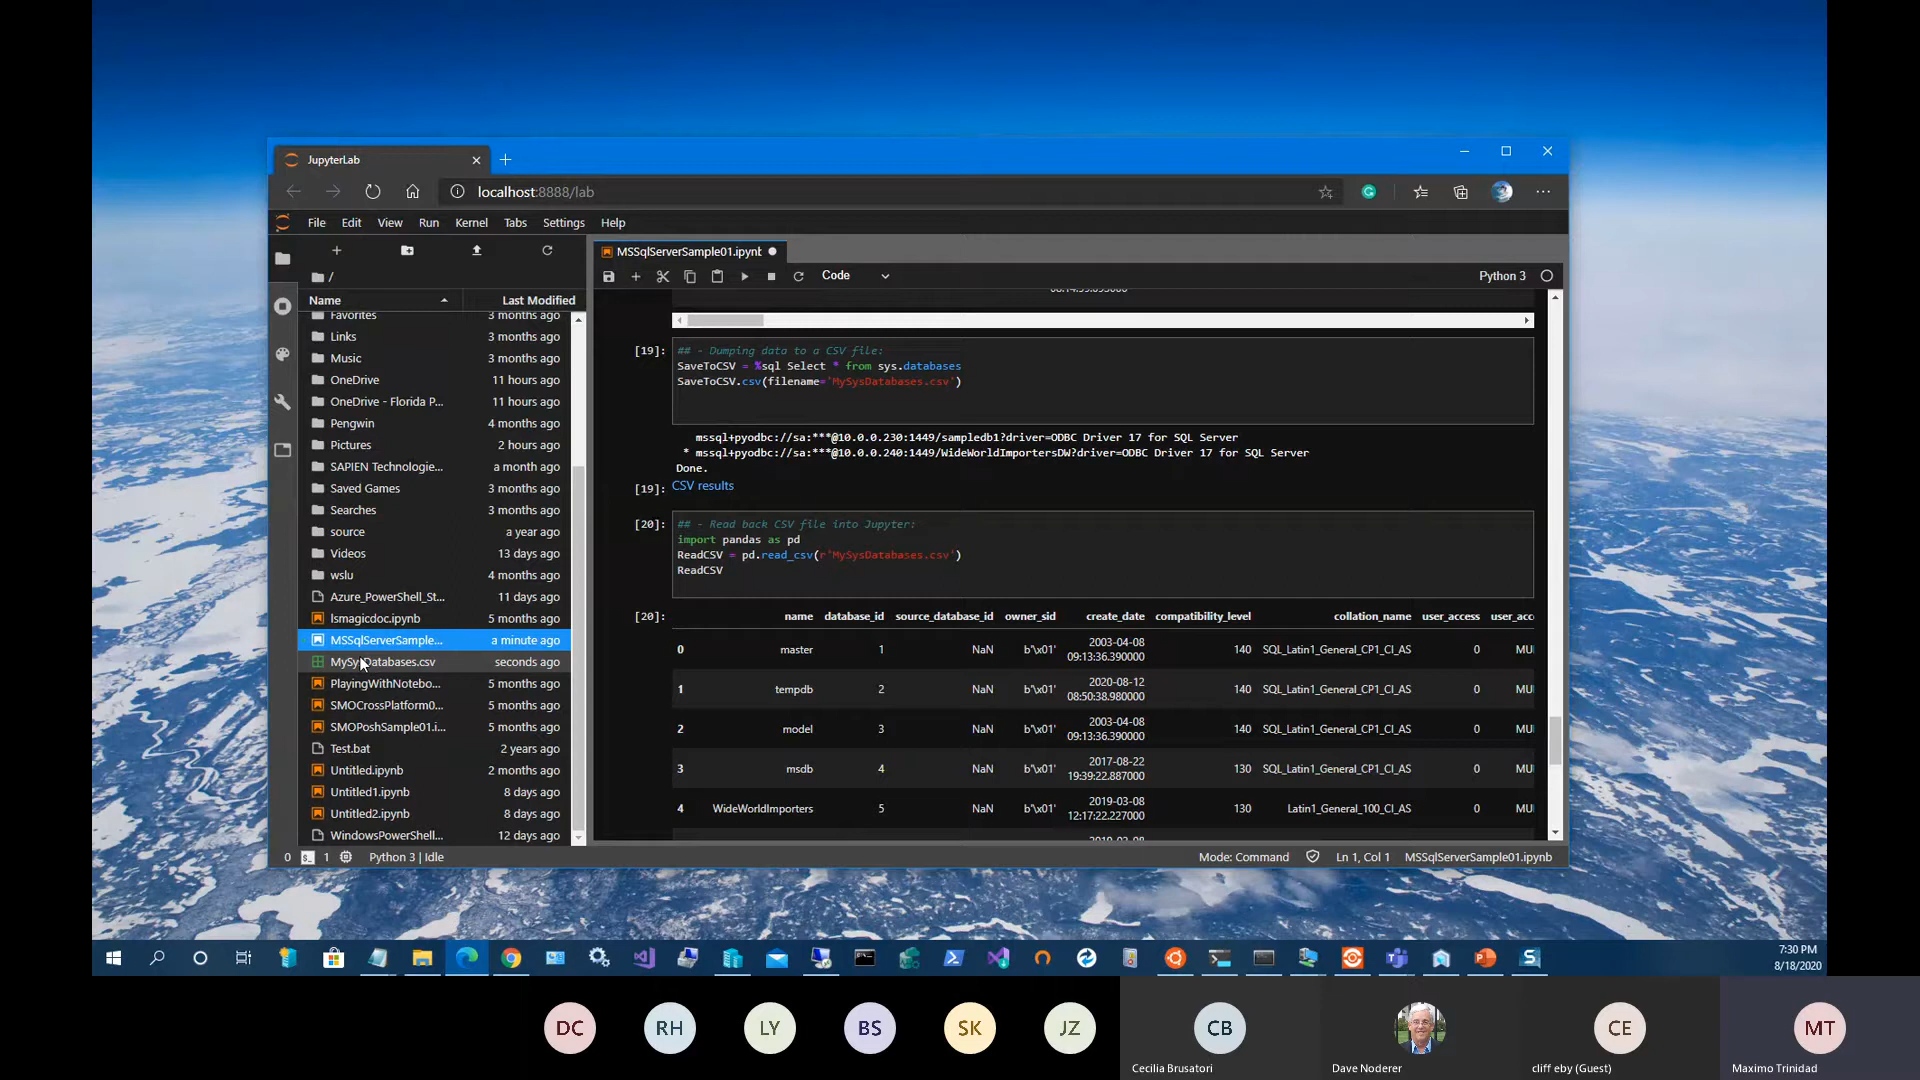 JupyterLab
localhost:8888/lab
File Edit View Run Kernel Tabs Settings Help
MSSqlServerSample01.ipynb
/
Code
Python 3
Name Last Modified
Favorites 3 months ago
Links 3 months ago
Music 3 months ago
OneDrive 11 hours ago
OneDrive - Florida P... 11 hours ago
Pengwin 4 months ago
Pictures 2 hours ago
SAPIEN Technologie... a month ago
Saved Games 3 months ago
Searches 3 months ago
source a year ago
Videos 13 days ago
wslu 4 months ago
Azure_PowerShell_St... 11 days ago
lsmagicdoc.ipynb 5 months ago
MSSqlServerSample... a minute ago
MySysDatabases.csv seconds ago
PlayingWithNotebo... 5 months ago
SMOCrossPlatform0... 5 months ago
SMOPoshSample01.i... 5 months ago
Test.bat 2 years ago
Untitled.ipynb 2 months ago
Untitled1.ipynb 8 days ago
Untitled2.ipynb 8 days ago
WindowsPowerShell... 12 days ago
[19]: ## - Dumping data to a CSV file:
SaveToCSV = %sql Select * from sys.databases
SaveToCSV.csv(filename='MySysDatabases.csv')
mssql+pyodbc://sa:***@10.0.0.230:1449/sampledb1?driver=ODBC Driver 17 for SQL Server
* mssql+pyodbc://sa:***@10.0.0.240:1449/WideWorldImportersDW?driver=ODBC Driver 17 for SQL Server
Done.
[19]: CSV results
[20]: ## - Read back CSV file into Jupyter:
import pandas as pd
ReadCSV = pd.read_csv(r'MySysDatabases.csv')
ReadCSV
[20]: name database_id source_database_id owner_sid create_date compatibility_level collation_name user_access user_acc
0 master 1 NaN b'\x01' 2003-04-08 09:13:36.390000 140 SQL_Latin1_General_CP1_CI_AS 0 MU
1 tempdb 2 NaN b'\x01' 2020-08-12 08:50:38.980000 140 SQL_Latin1_General_CP1_CI_AS 0 MU
2 model 3 NaN b'\x01' 2003-04-08 09:13:36.390000 140 SQL_Latin1_General_CP1_CI_AS 0 MU
3 msdb 4 NaN b'\x01' 2017-08-22 19:39:22.887000 130 SQL_Latin1_General_CP1_CI_AS 0 MU
4 WideWorldImporters 5 NaN b'\x01' 2019-03-08 12:17:22.227000 130 Latin1_General_100_CI_AS 0 MU
0 1 Python 3 | Idle
Mode: Command Ln 1, Col 1 MSSqlServerSample01.ipynb
7:30 PM
8/18/2020
DC RH LY BS SK JZ CB CE MT
Cecilia Brusatori Dave Noderer cliff eby (Guest) Maximo Trinidad